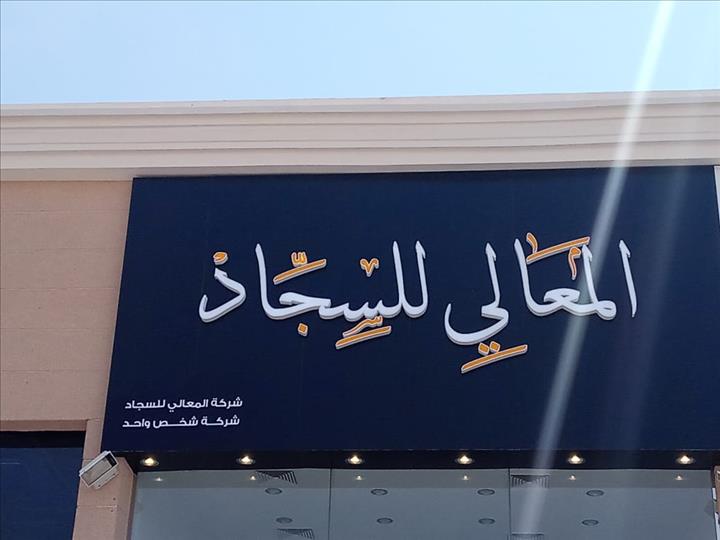 المعالي للسجاد
شركة المعالي للسجاد
شركة شخص واحد